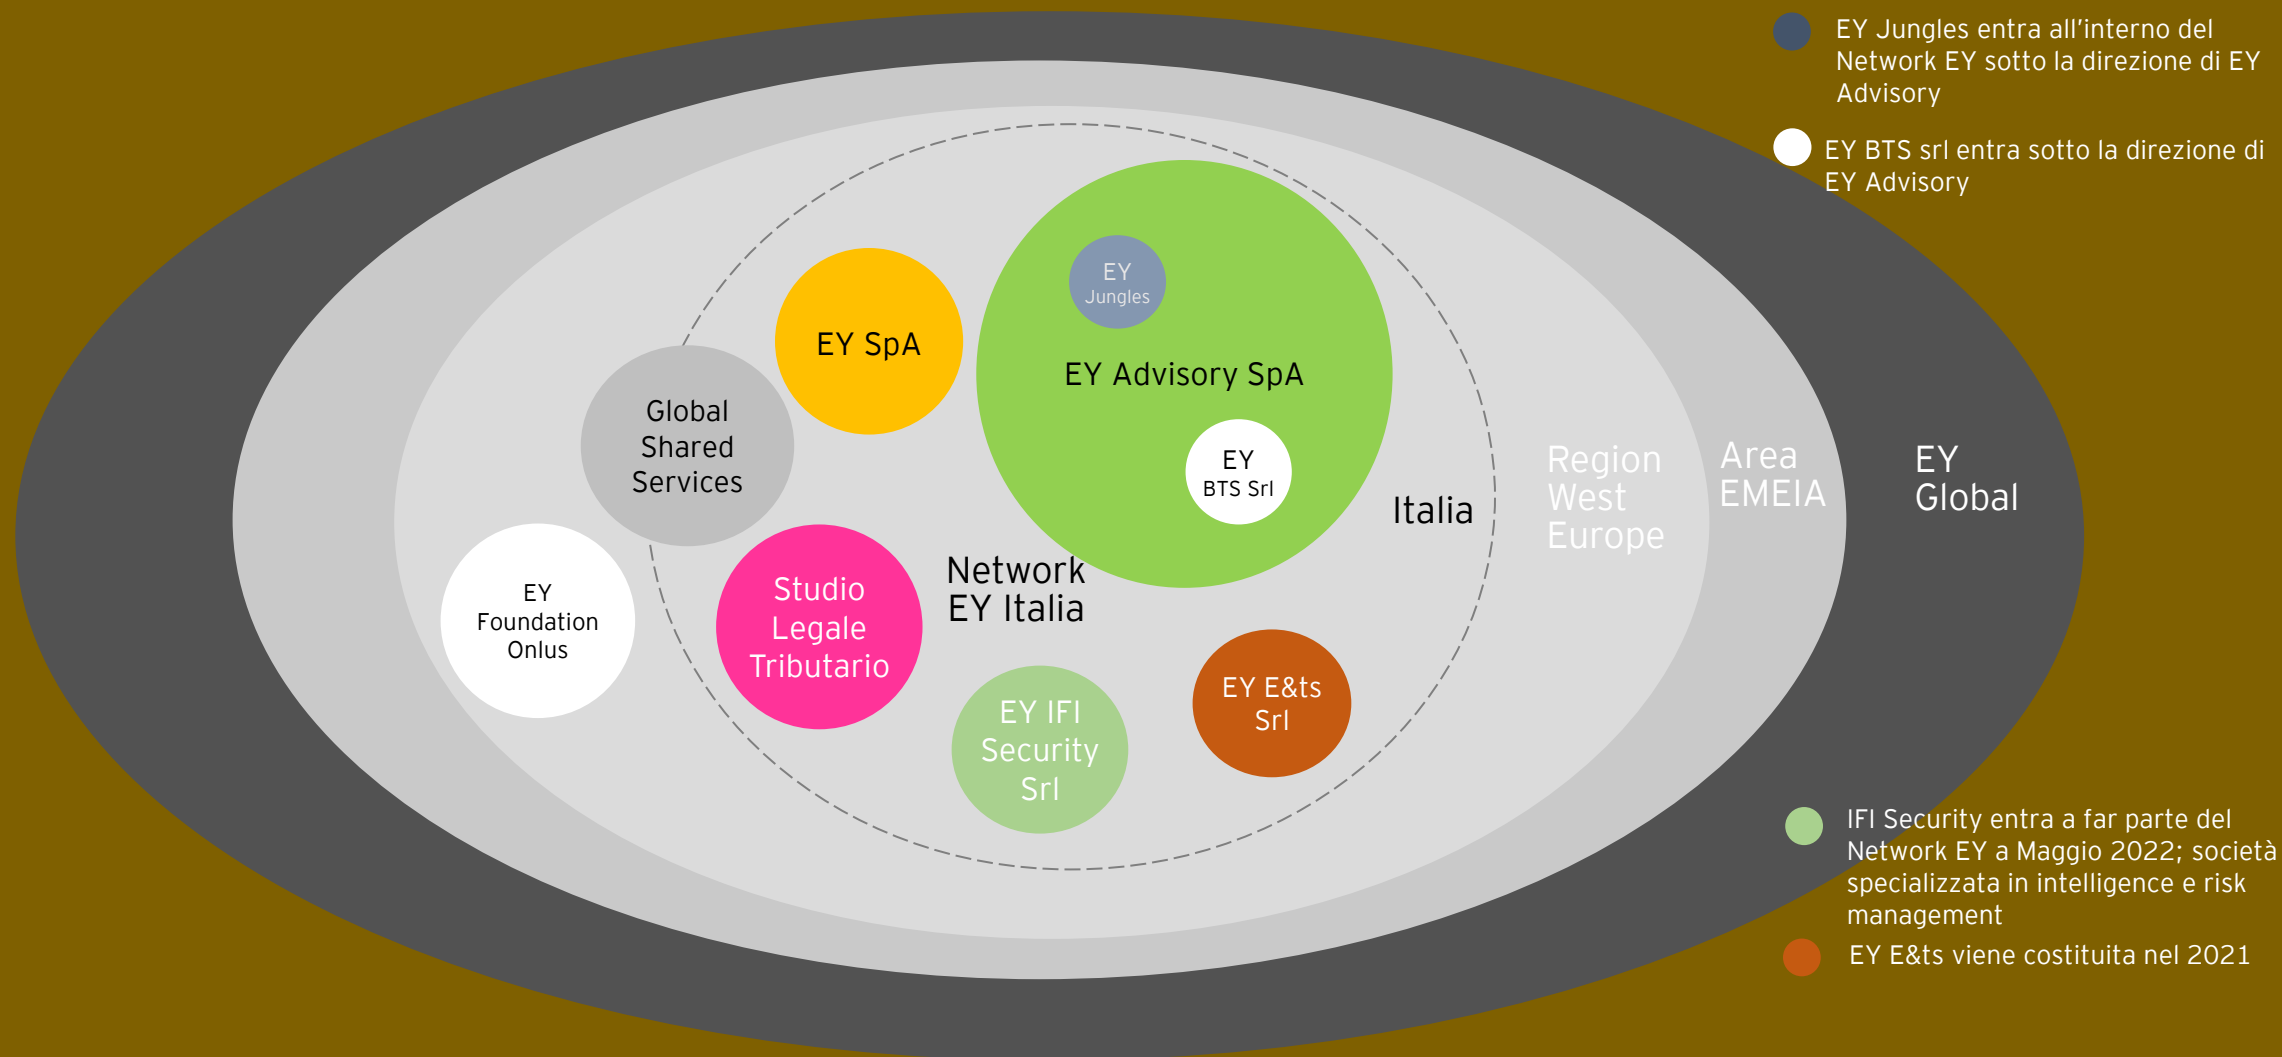 EY Jungles entra all’interno del
Network EY sotto la direzione di EY
Advisory
EY BTS srl entra sotto la direzione di
EY Advisory
EY
Jungles
EY SpA
EY Advisory SpA
Global
Shared
Services
EY
BTS Srl
Italia
Region
West
Europe
Area
EMEIA
EY
Global
EY
Foundation
Onlus
Studio
Legale
Tributario
Network
EY Italia
EY IFI
Security
Srl
EY E&ts
Srl
IFI Security entra a far parte del
Network EY a Maggio 2022; società
specializzata in intelligence e risk
management
EY E&ts viene costituita nel 2021